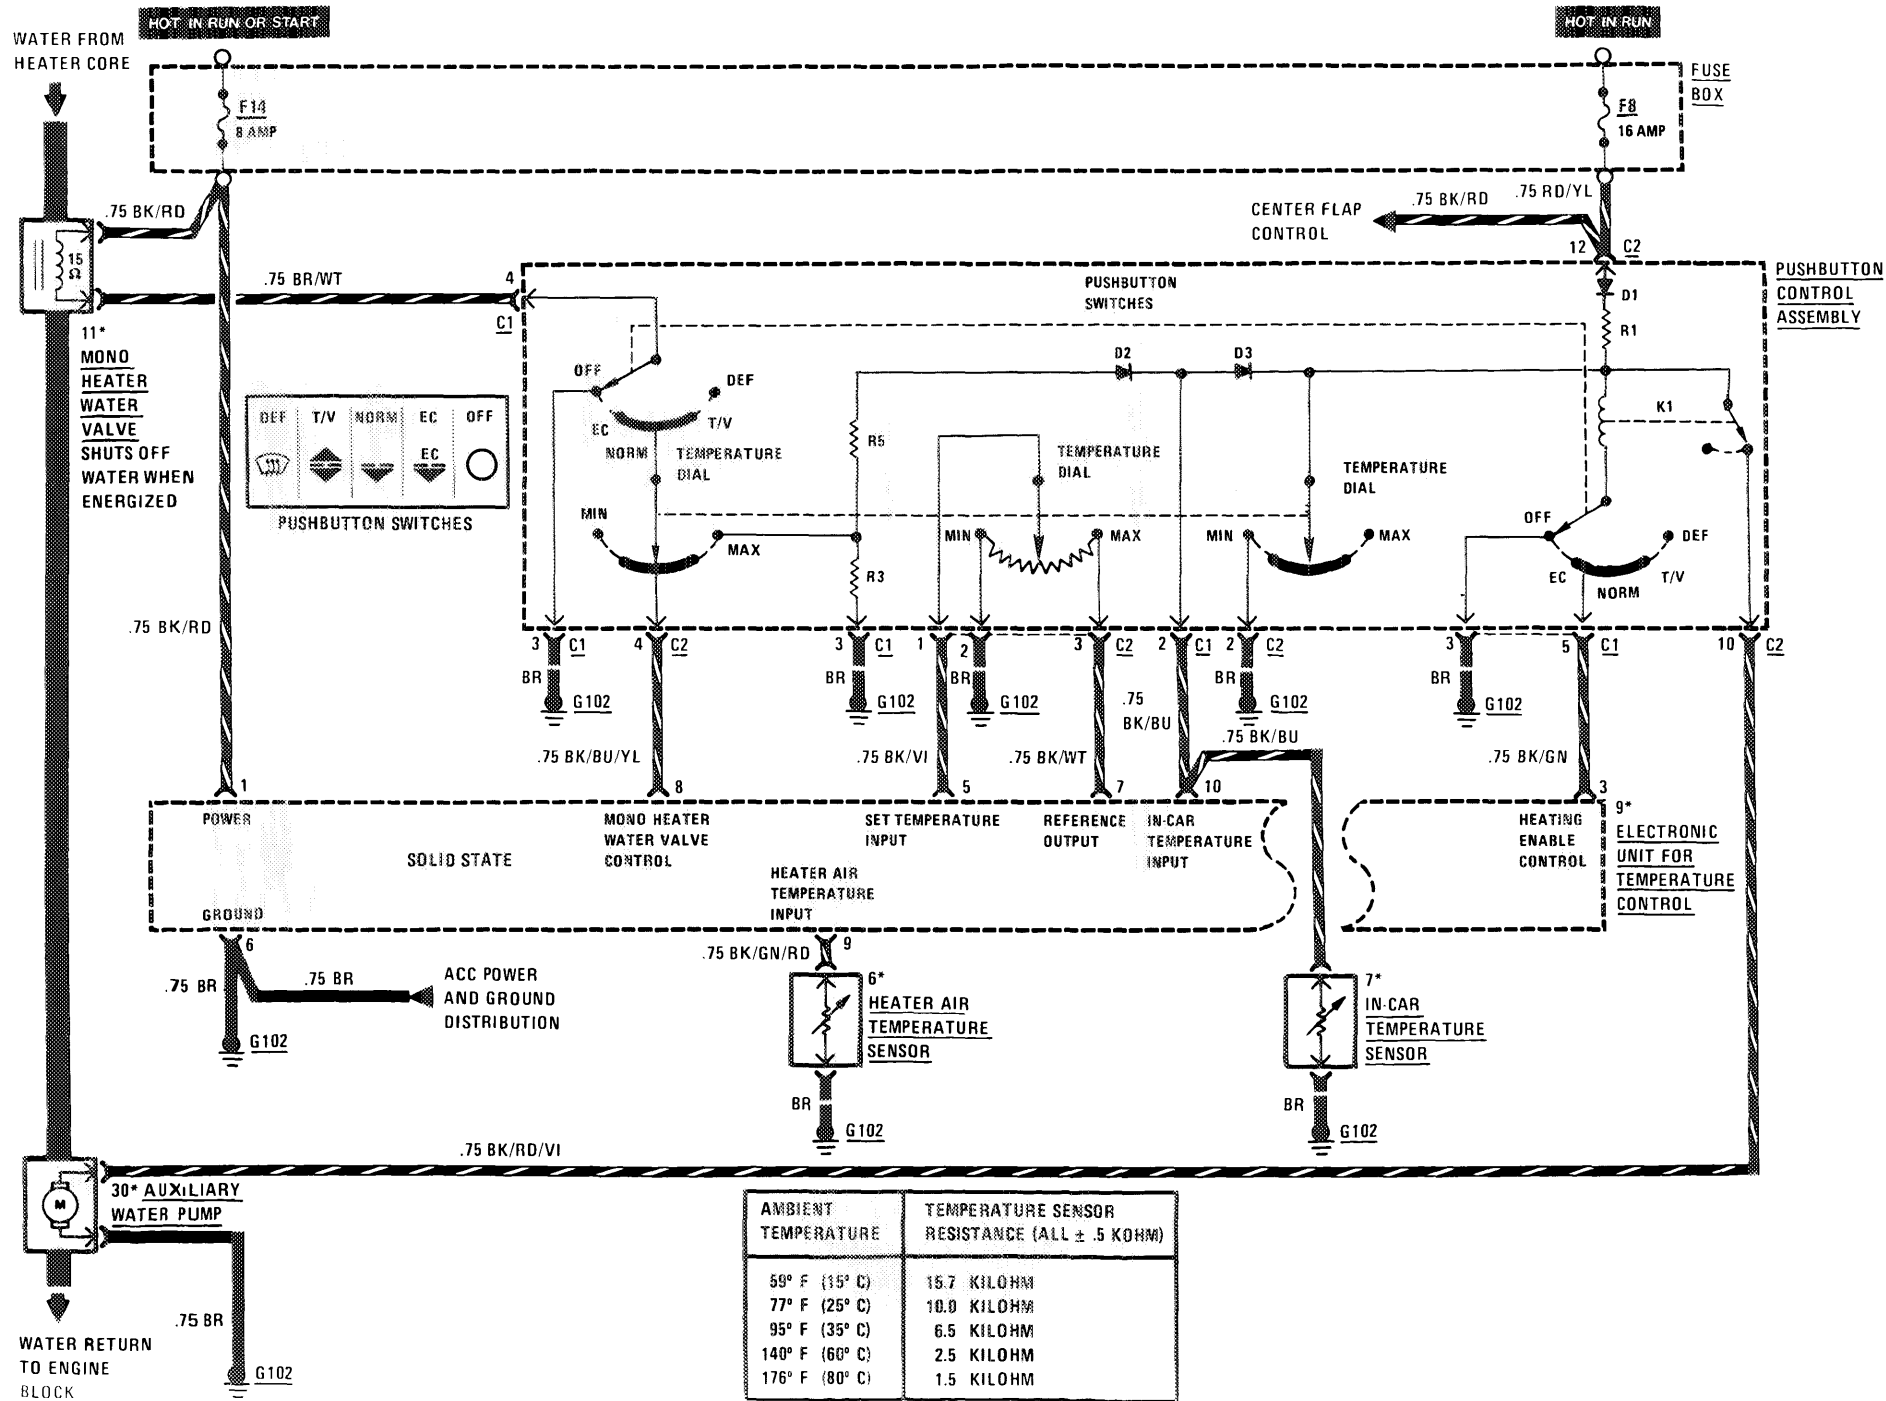 HOT IN RUN OR START
HOT IN RUN
WATER FROM
HEATER CORE
FUSE
BOX
F14
8 AMP
F8
16 AMP
.75 BK/RD
.75 BK/RD
.75 RD/YL
CENTER FLAP
CONTROL
12
C2
15
Ω
.75 BR/WT
4
C1
PUSHBUTTON
SWITCHES
PUSHBUTTON
CONTROL
ASSEMBLY
D1
R1
11*
MONO
HEATER
WATER
VALVE
SHUTS OFF
WATER WHEN
ENERGIZED
DEF
T/V
NORM
EC
OFF
EC
PUSHBUTTON SWITCHES
OFF
DEF
EC
T/V
NORM
TEMPERATURE
DIAL
MIN
MAX
D2
D3
R5
R3
TEMPERATURE
DIAL
MIN
MAX
TEMPERATURE
DIAL
MIN
MAX
K1
OFF
DEF
EC
T/V
NORM
3
C1
4
C2
3
C1
1
2
3
C2
2
C1
2
C2
3
5
C1
10
C2
BR
G102
BR
G102
BR
G102
BR
G102
BR
G102
.75 BK/RD
.75 BK/BU/YL
.75 BK/VI
.75 BK/WT
.75
BK/BU
.75 BK/BU
.75 BK/GN
1
8
5
7
10
3
POWER
MONO HEATER
WATER VALVE
CONTROL
SET TEMPERATURE
INPUT
REFERENCE
OUTPUT
IN-CAR
TEMPERATURE
INPUT
HEATING
ENABLE
CONTROL
SOLID STATE
HEATER AIR
TEMPERATURE
INPUT
GROUND
9*
ELECTRONIC
UNIT FOR
TEMPERATURE
CONTROL
6
.75 BR
.75 BR
ACC POWER
AND GROUND
DISTRIBUTION
G102
.75 BK/GN/RD
9
6*
HEATER AIR
TEMPERATURE
SENSOR
BR
G102
7*
IN-CAR
TEMPERATURE
SENSOR
BR
G102
.75 BK/RD/VI
M
30* AUXILIARY
WATER PUMP
.75 BR
G102
WATER RETURN
TO ENGINE
BLOCK
AMBIENT
TEMPERATURE
TEMPERATURE SENSOR
RESISTANCE (ALL ± .5 KOHM)
59° F (15° C) 15.7 KILOHM
77° F (25° C) 10.0 KILOHM
95° F (35° C) 6.5 KILOHM
140° F (60° C) 2.5 KILOHM
176° F (80° C) 1.5 KILOHM